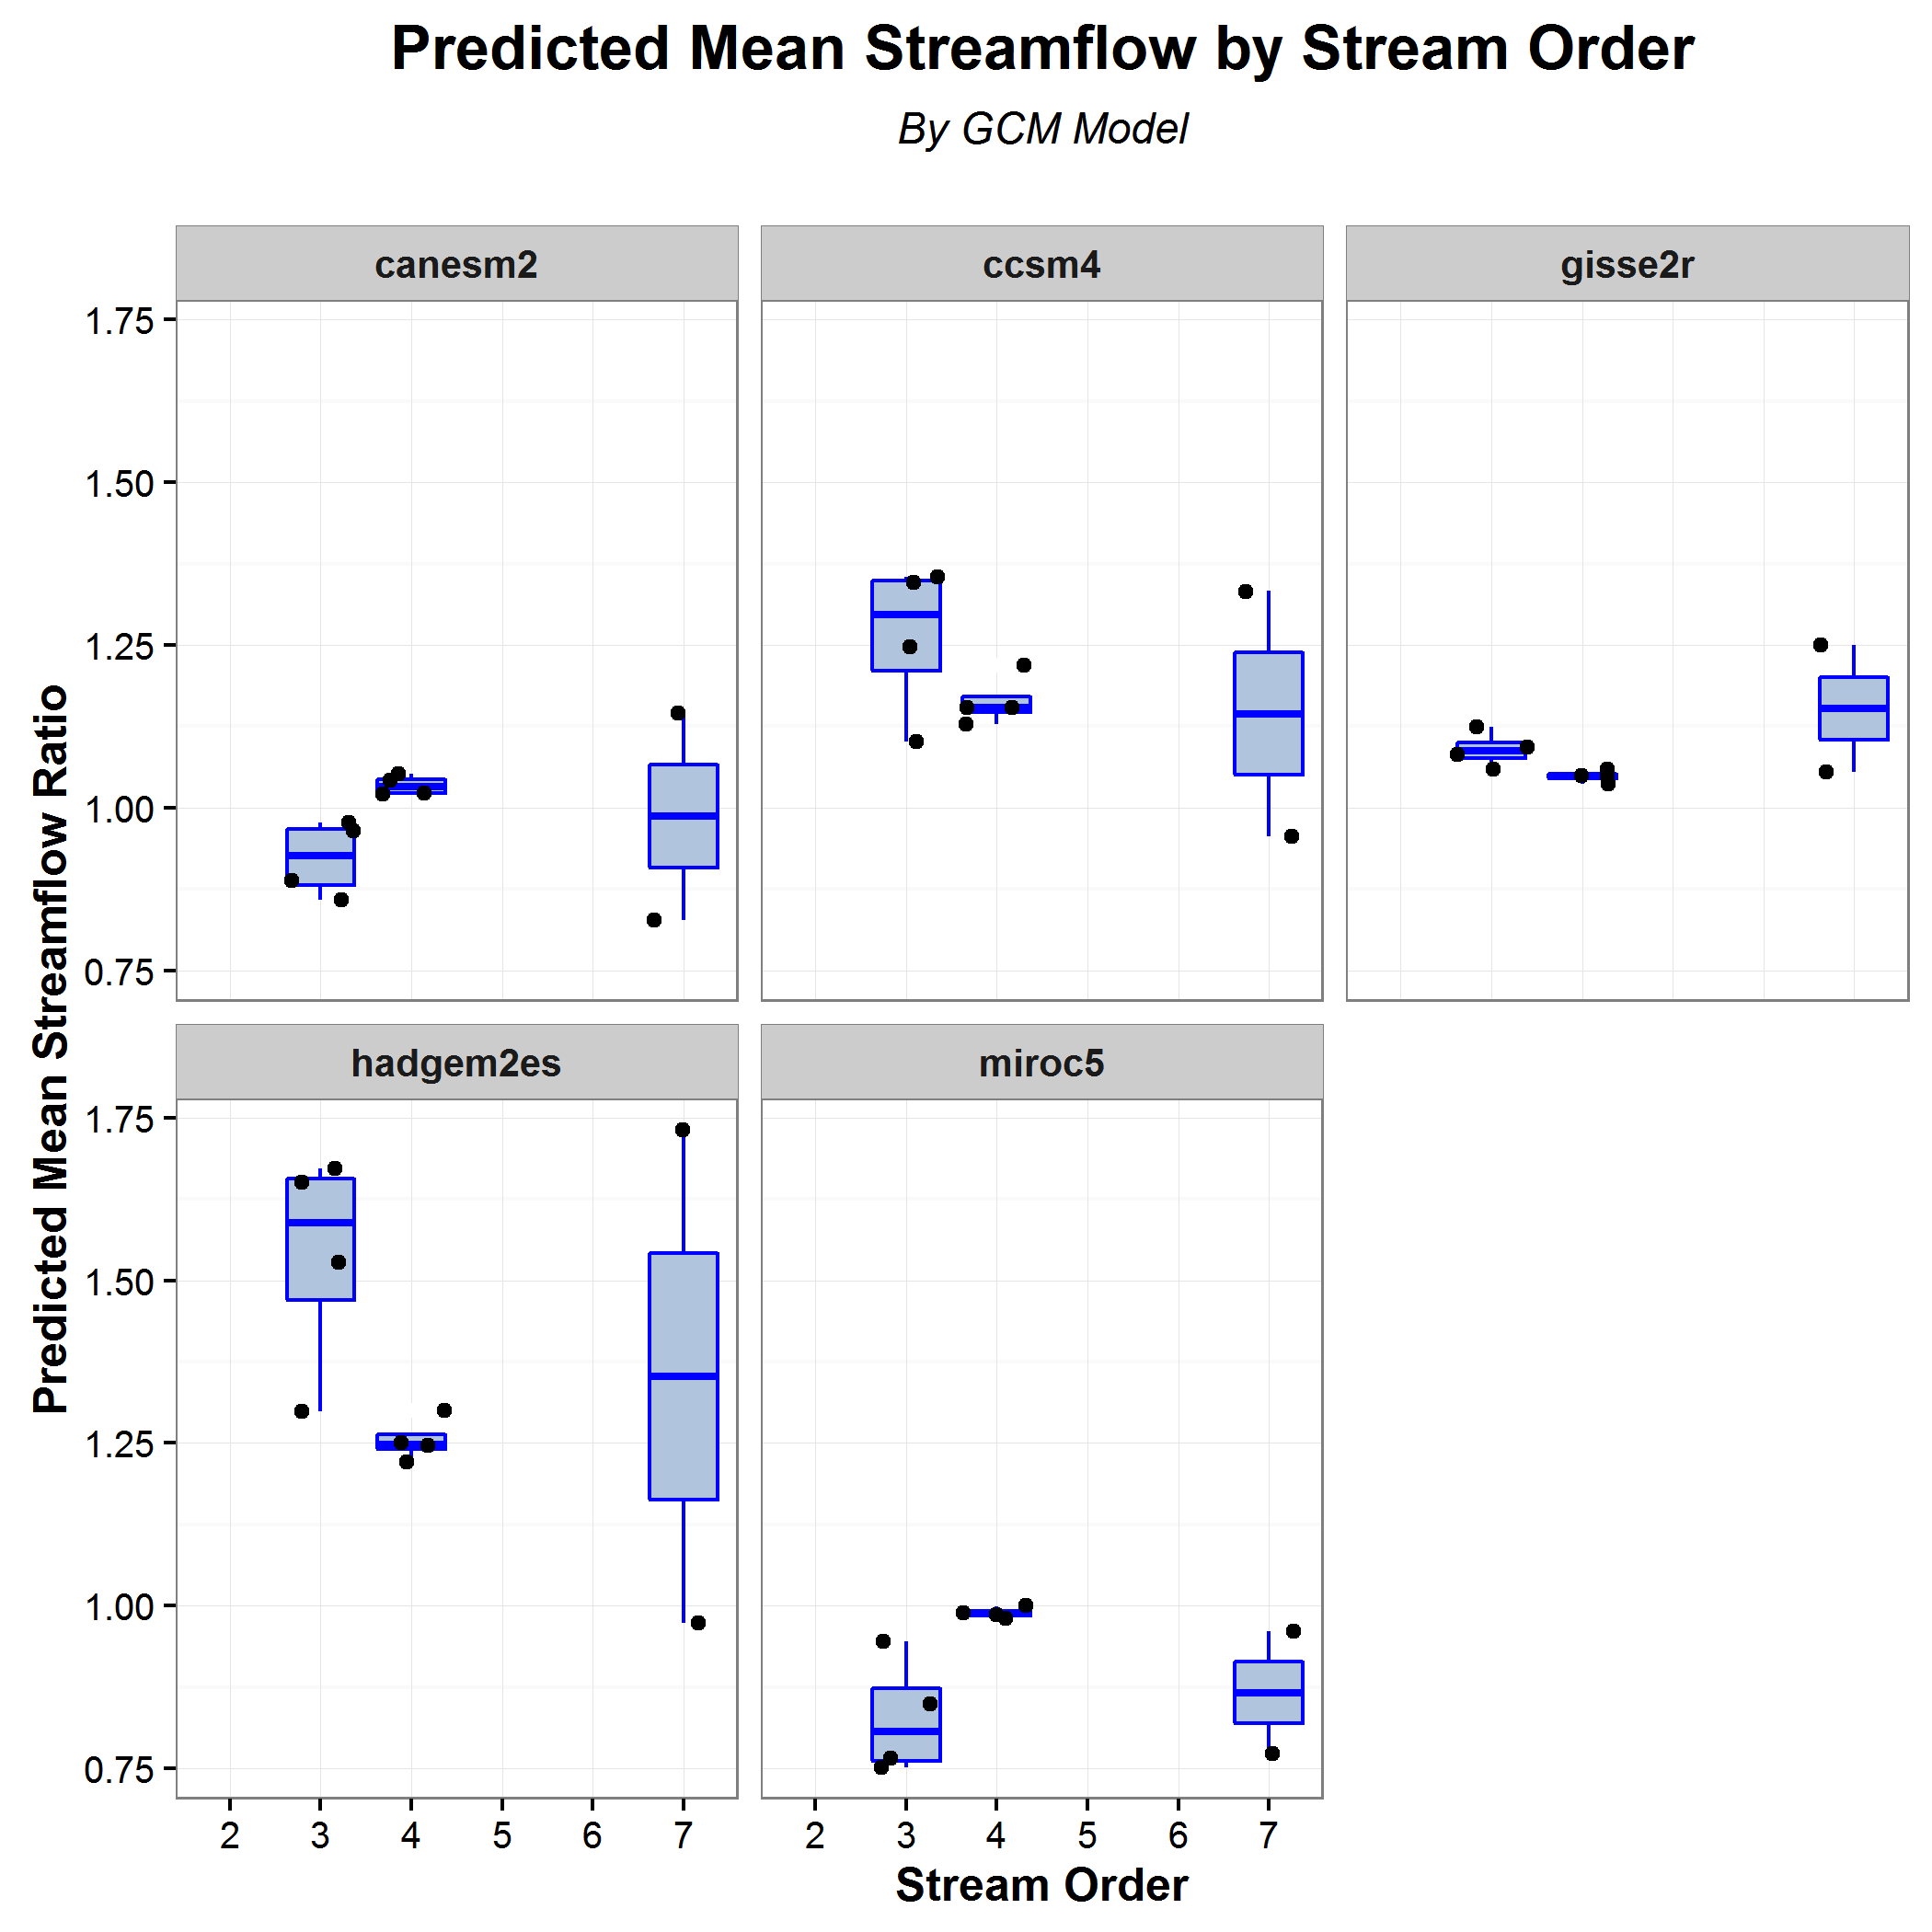 Predicted Mean Streamflow by Stream Order
By GCM Model
canesm2
ccsm4
gisse2r
1.75
1.50
1.25
1.00
0.75
Predicted Mean Streamflow Ratio
hadgem2es
miroc5
1.75
1.50
1.25
1.00
0.75
2 3 4 5 6 7
2 3 4 5 6 7
Stream Order